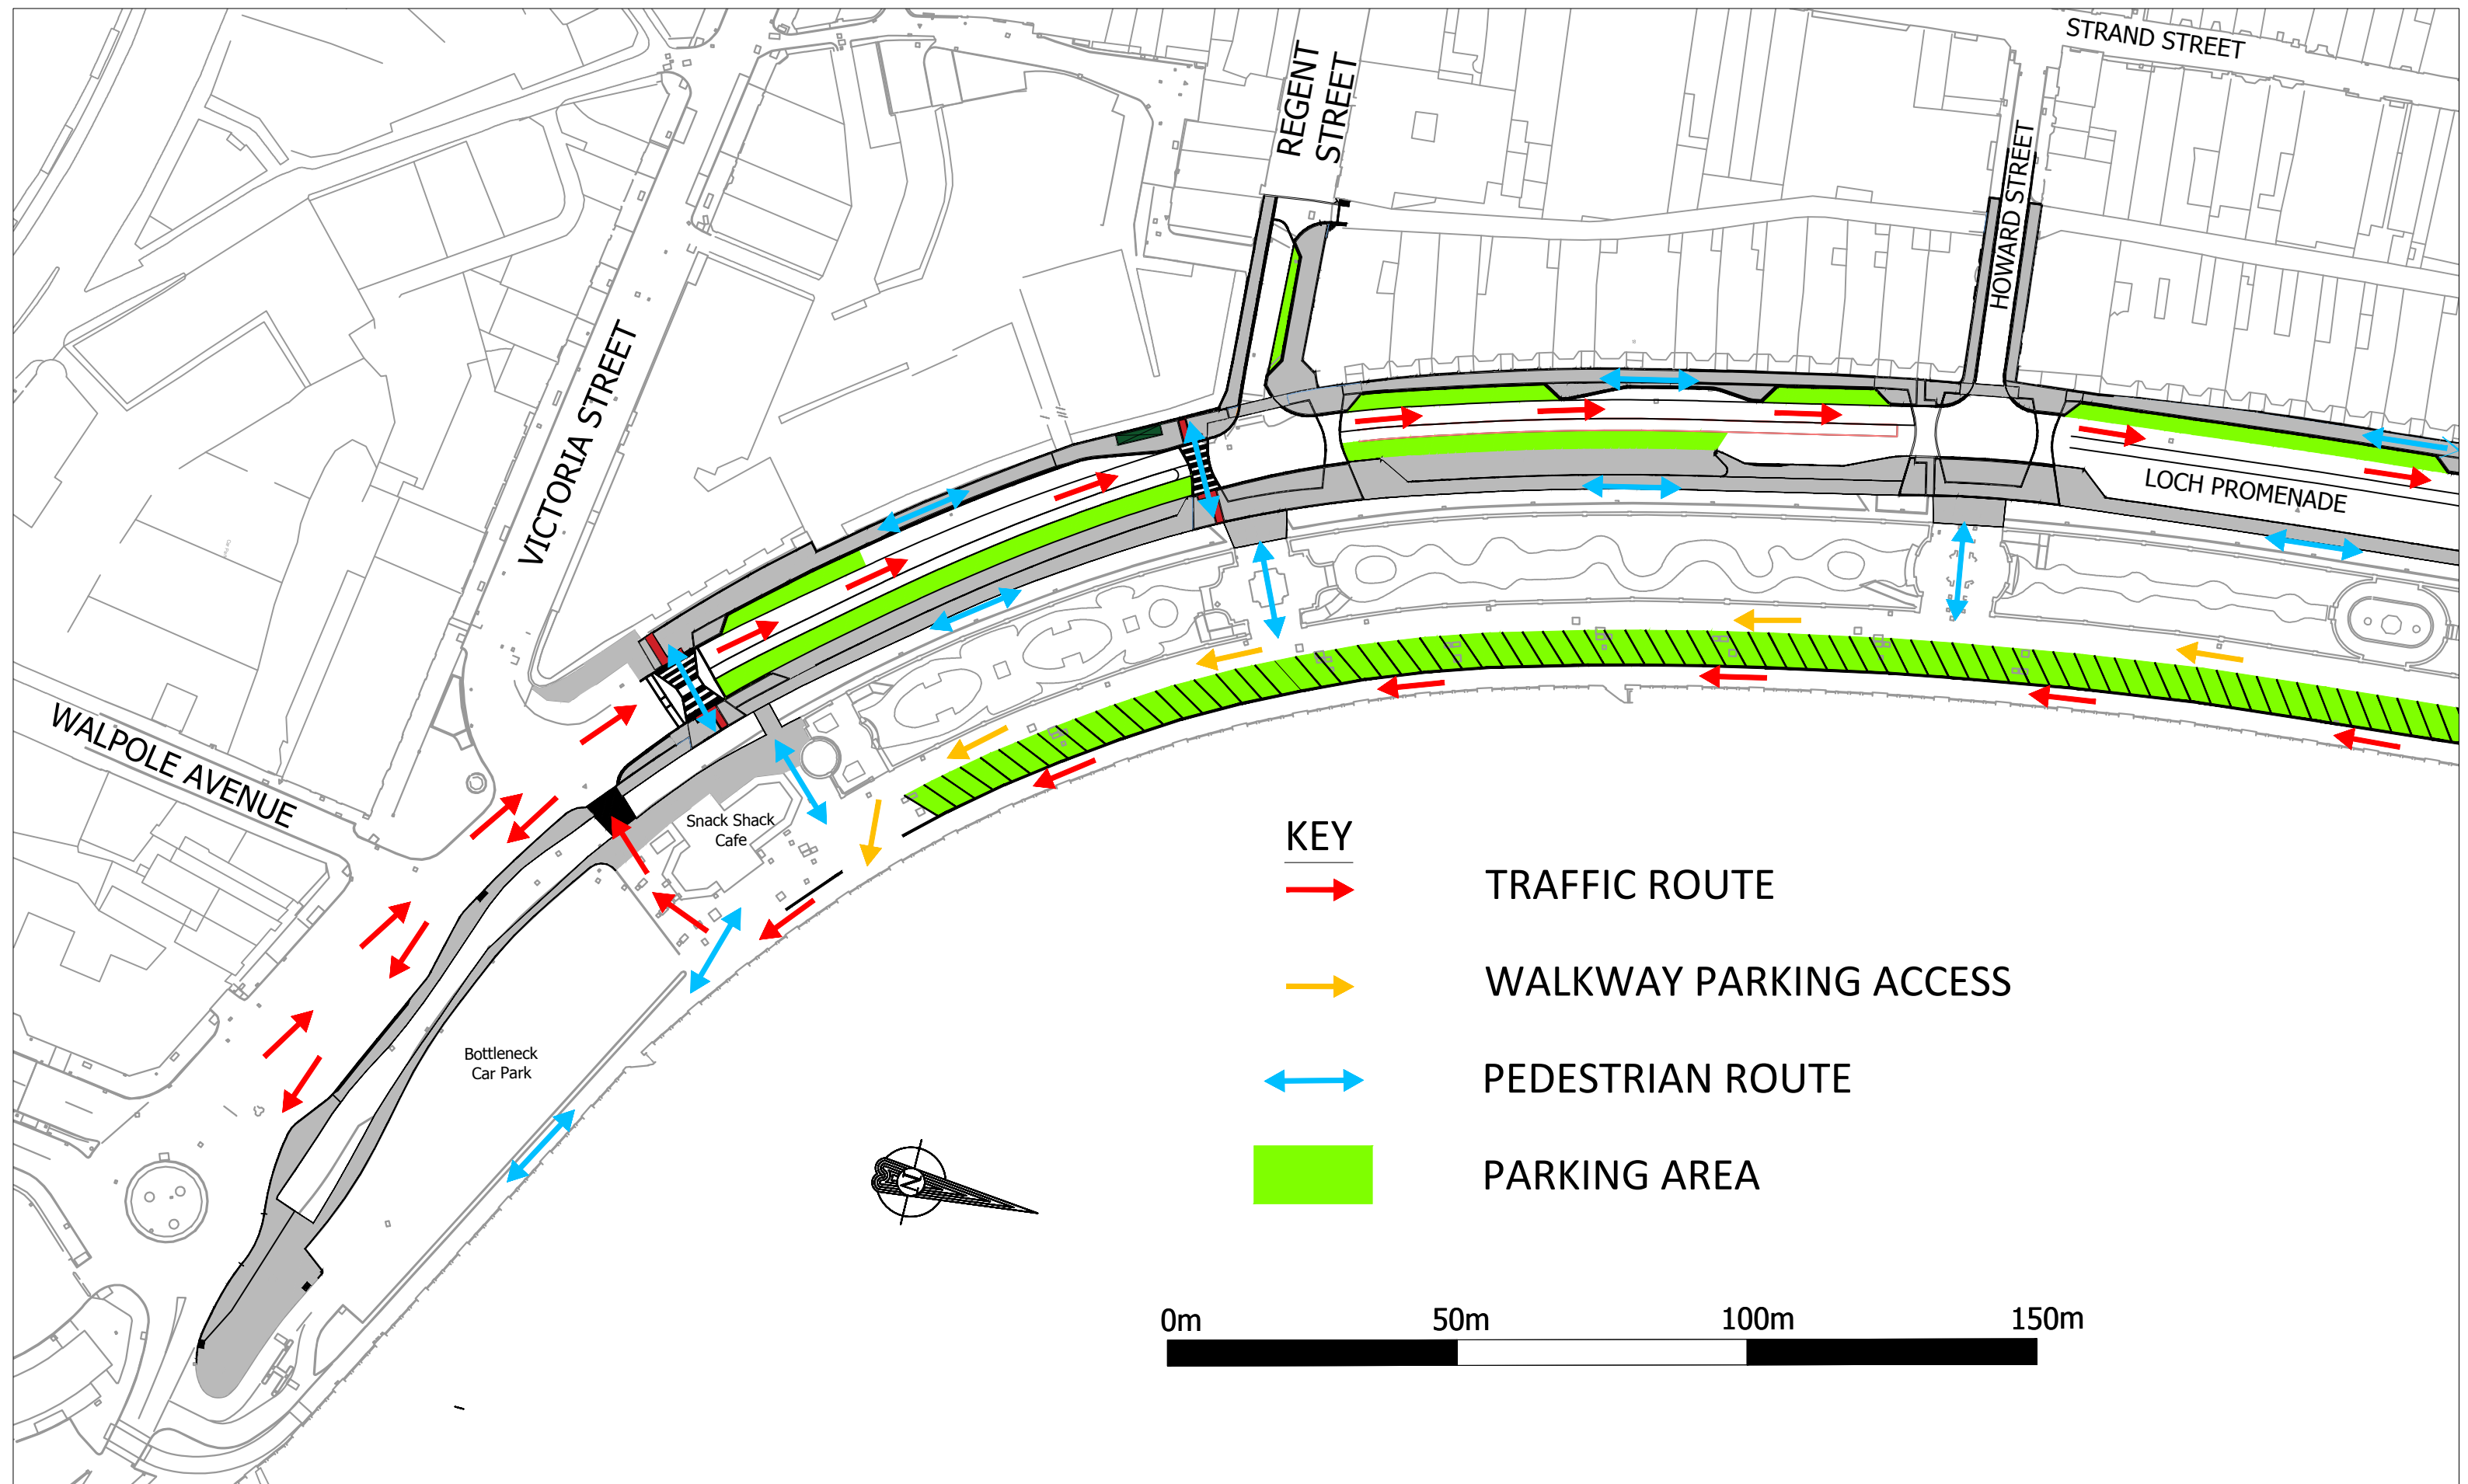 STRAND STREET
REGENT
STREET
HOWARD STREET
VICTORIA STREET
LOCH PROMENADE
WALPOLE AVENUE
Snack Shack
Cafe
KEY
TRAFFIC ROUTE
WALKWAY PARKING ACCESS
PEDESTRIAN ROUTE
PARKING AREA
Bottleneck
Car Park
N
0m 50m 100m 150m